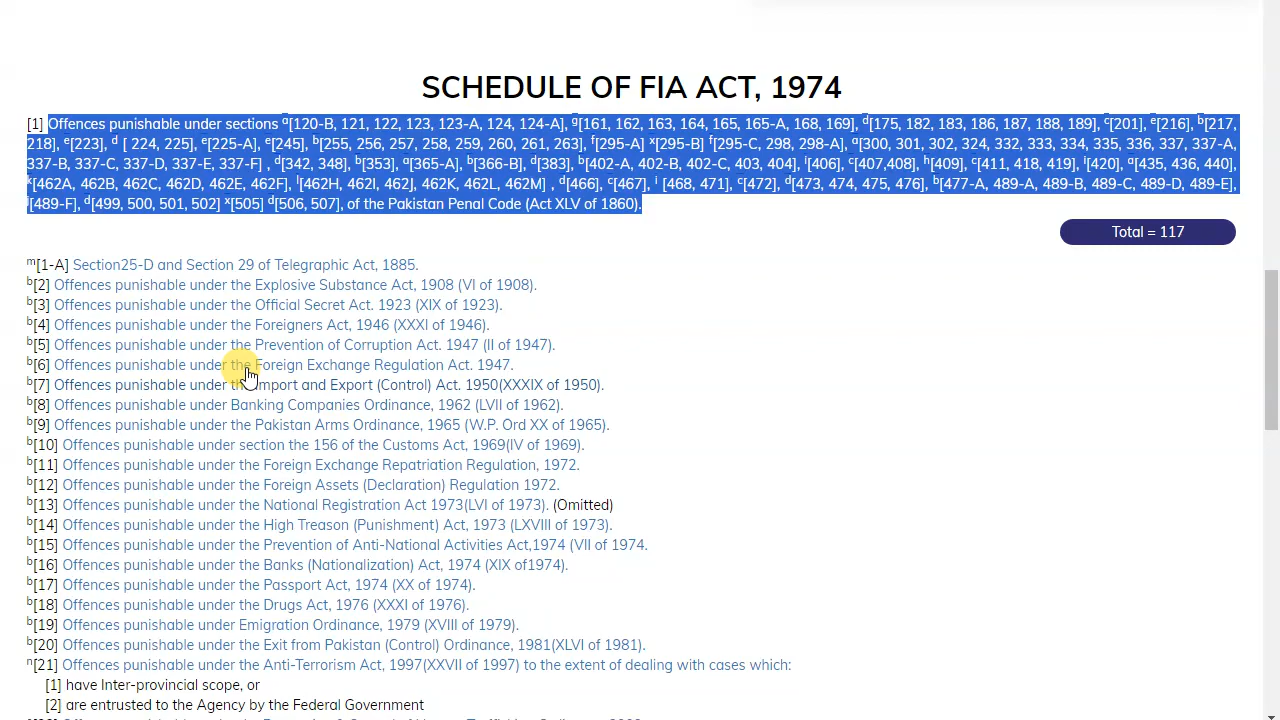 SCHEDULE OF FIA ACT, 1974
[1] Offences punishable under sections a[120-B, 121, 122, 123, 123-A, 124, 124-A], g[161, 162, 163, 164, 165, 165-A, 168, 169], d[175, 182, 183, 186, 187, 188, 189], c[201], e[216], b[217,
218], e[223], d [ 224, 225], e[225-A], e[245], b[255, 256, 257, 258, 259, 260, 261, 263], f[295-A] x[295-B] f[295-C, 298, 298-A], a[300, 301, 302, 324, 332, 333, 334, 335, 336, 337, 337-A,
337-B, 337-C, 337-D, 337-E, 337-F] , d[342, 348], b[353], a[365-A], b[366-B], d[383], b[402-A, 402-B, 402-C, 403, 404], i[406], c[407,408], h[409], c[411, 418, 419], i[420], a[435, 436, 440],
k[462A, 462B, 462C, 462D, 462E, 462F], l[462H, 462I, 462J, 462K, 462L, 462M] , d[466], c[467], i [468, 471], c[472], d[473, 474, 475, 476], b[477-A, 489-A, 489-B, 489-C, 489-D, 489-E],
j[489-F], d[499, 500, 501, 502] x[505] d[506, 507], of the Pakistan Penal Code (Act XLV of 1860).
Total = 117
m[1-A] Section25-D and Section 29 of Telegraphic Act, 1885.
b[2] Offences punishable under the Explosive Substance Act, 1908 (VI of 1908).
b[3] Offences punishable under the Official Secret Act. 1923 (XIX of 1923).
b[4] Offences punishable under the Foreigners Act, 1946 (XXXI of 1946).
b[5] Offences punishable under the Prevention of Corruption Act. 1947 (II of 1947).
b[6] Offences punishable under the Foreign Exchange Regulation Act. 1947.
b[7] Offences punishable under the Import and Export (Control) Act. 1950(XXXIX of 1950).
b[8] Offences punishable under Banking Companies Ordinance, 1962 (LVII of 1962).
b[9] Offences punishable under the Pakistan Arms Ordinance, 1965 (W.P. Ord XX of 1965).
b[10] Offences punishable under section the 156 of the Customs Act, 1969(IV of 1969).
b[11] Offences punishable under the Foreign Exchange Repatriation Regulation, 1972.
b[12] Offences punishable under the Foreign Assets (Declaration) Regulation 1972.
b[13] Offences punishable under the National Registration Act 1973(LVI of 1973). (Omitted)
b[14] Offences punishable under the High Treason (Punishment) Act, 1973 (LXVIII of 1973).
b[15] Offences punishable under the Prevention of Anti-National Activities Act,1974 (VII of 1974.
b[16] Offences punishable under the Banks (Nationalization) Act, 1974 (XIX of1974).
b[17] Offences punishable under the Passport Act, 1974 (XX of 1974).
b[18] Offences punishable under the Drugs Act, 1976 (XXXI of 1976).
b[19] Offences punishable under Emigration Ordinance, 1979 (XVIII of 1979).
b[20] Offences punishable under the Exit from Pakistan (Control) Ordinance, 1981(XLVI of 1981).
n[21] Offences punishable under the Anti-Terrorism Act, 1997(XXVII of 1997) to the extent of dealing with cases which:
[1] have Inter-provincial scope, or
[2] are entrusted to the Agency by the Federal Government